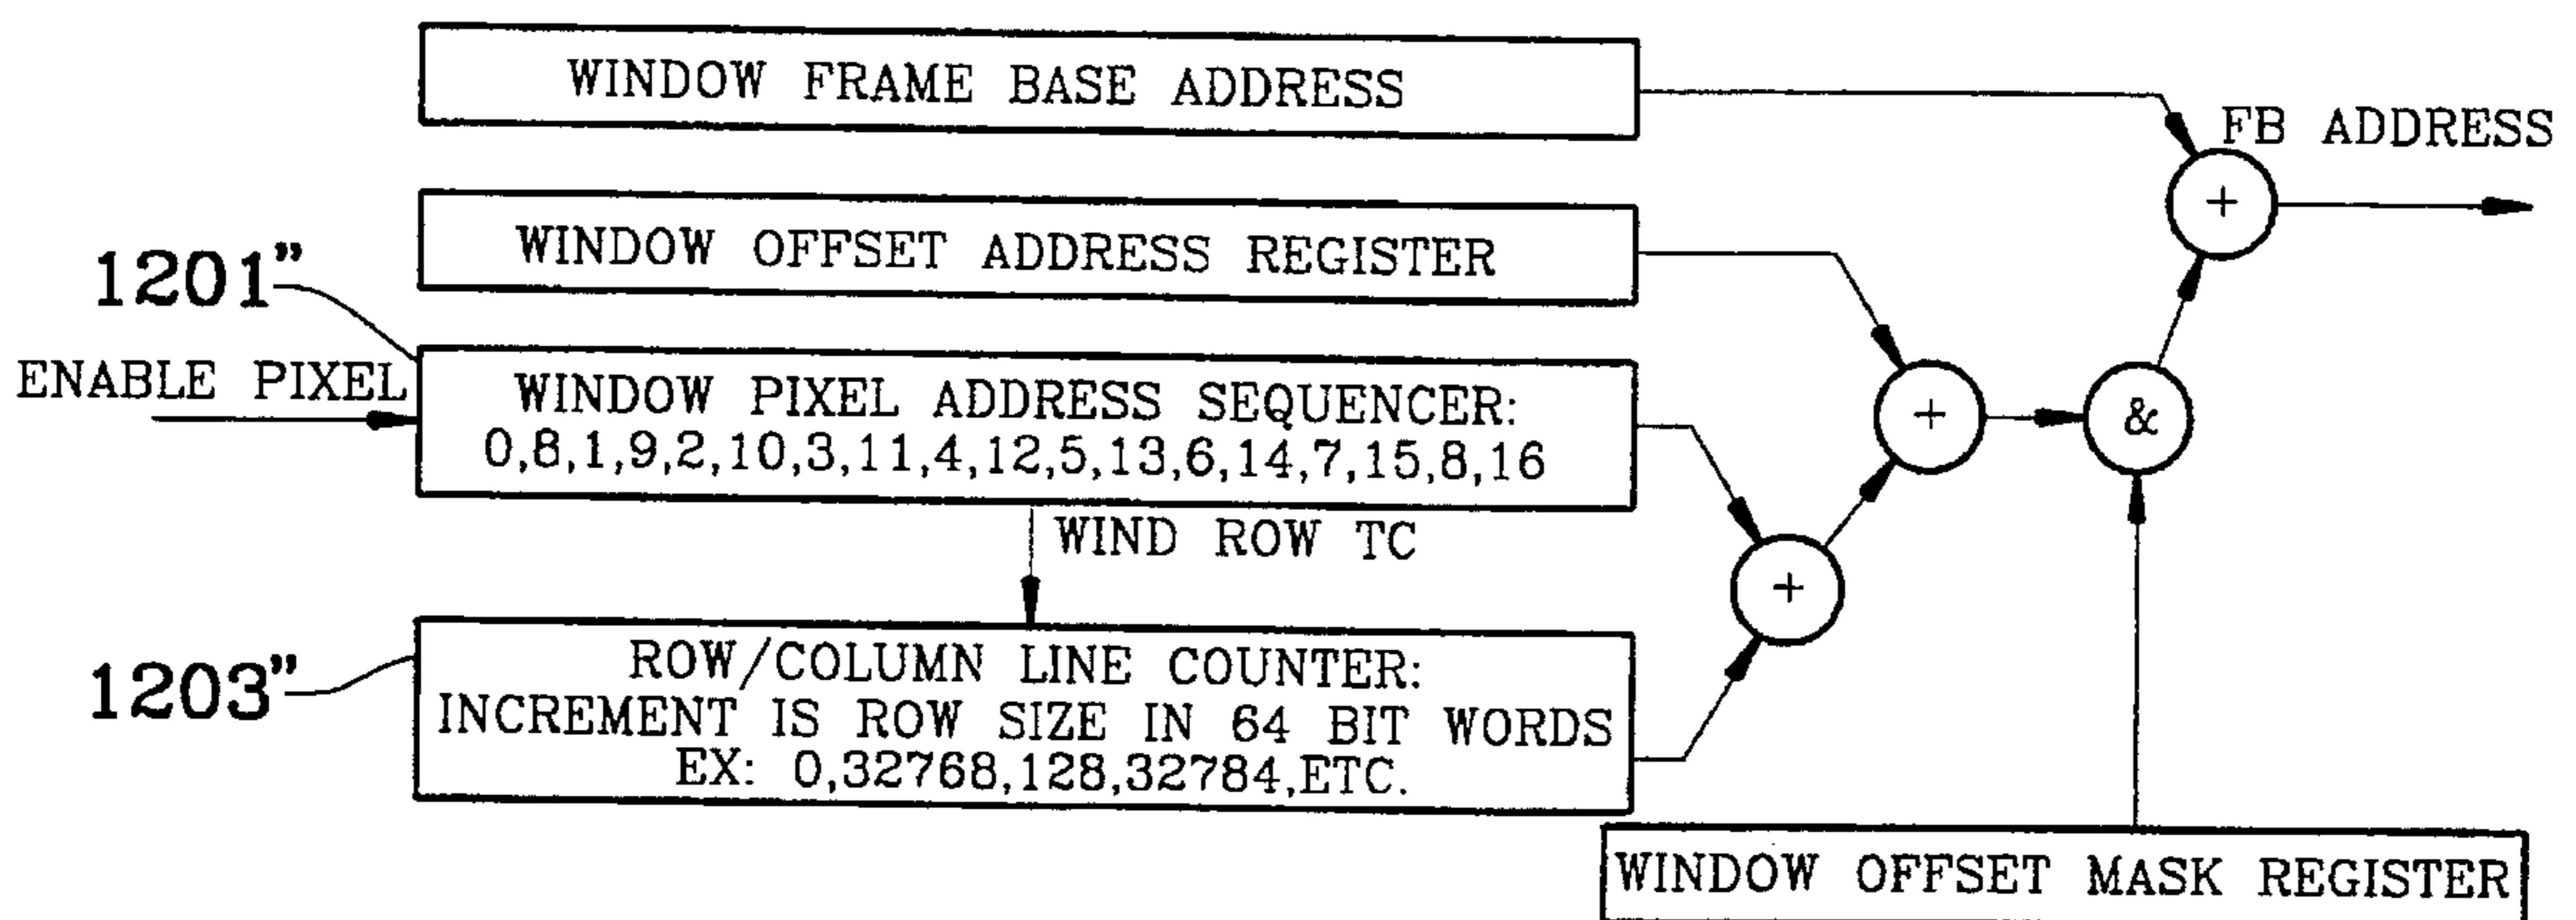 WINDOW FRAME BASE ADDRESS
FB ADDRESS
+
WINDOW OFFSET ADDRESS REGISTER
1201”
ENABLE PIXEL
WINDOW PIXEL ADDRESS SEQUENCER:
0,8,1,9,2,10,3,11,4,12,5,13,6,14,7,15,8,16
+
&
WIND ROW TC
+
1203”
ROW/COLUMN LINE COUNTER:
INCREMENT IS ROW SIZE IN 64 BIT WORDS
EX: 0,32768,128,32784,ETC.
WINDOW OFFSET MASK REGISTER